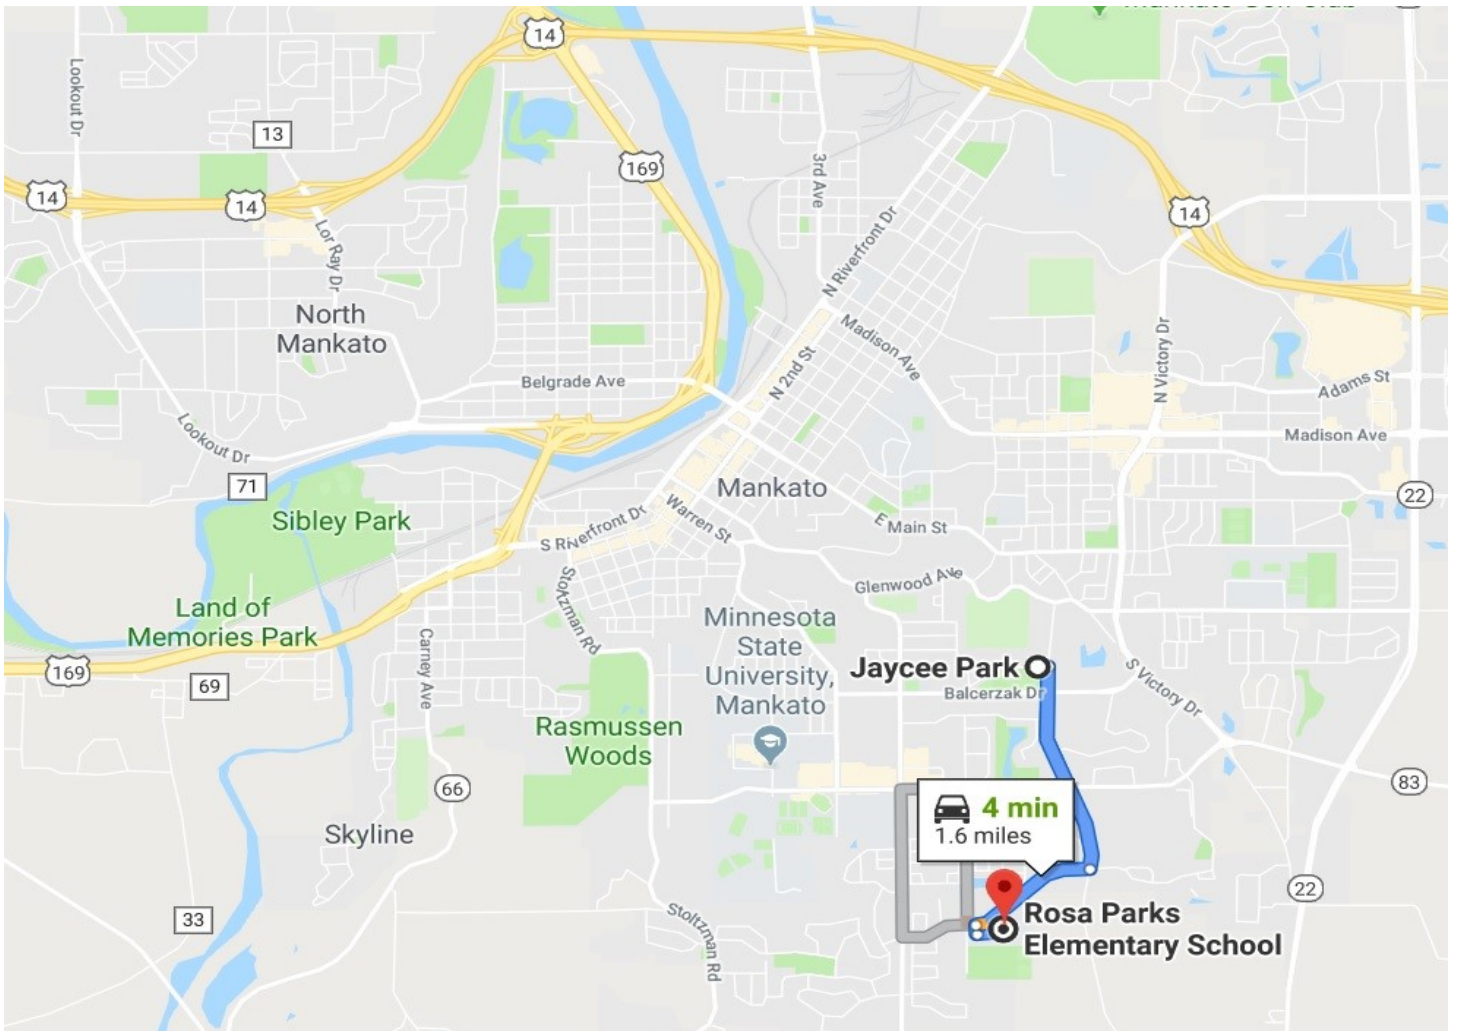 14
Lookout Dr
13
169
3rd Ave
14
14
14
N Riverfront Dr
Lor Ray Dr
North
Mankato
Madison Ave
N 2nd St
N Victory Dr
Belgrade Ave
Adams St
Lookout Dr
Madison Ave
71
Mankato
22
Sibley Park
Warren St
S Riverfront Dr
E Main St
Glenwood Ave
Stoltzman Rd
Land of
Memories Park
Minnesota
State
University,
Mankato
Carney Ave
169
69
Jaycee Park
Balcerzak Dr
S Victory Dr
Rasmussen
Woods
83
66
4 min
1.6 miles
Skyline
22
33
Stoltzman Rd
Rosa Parks
Elementary School